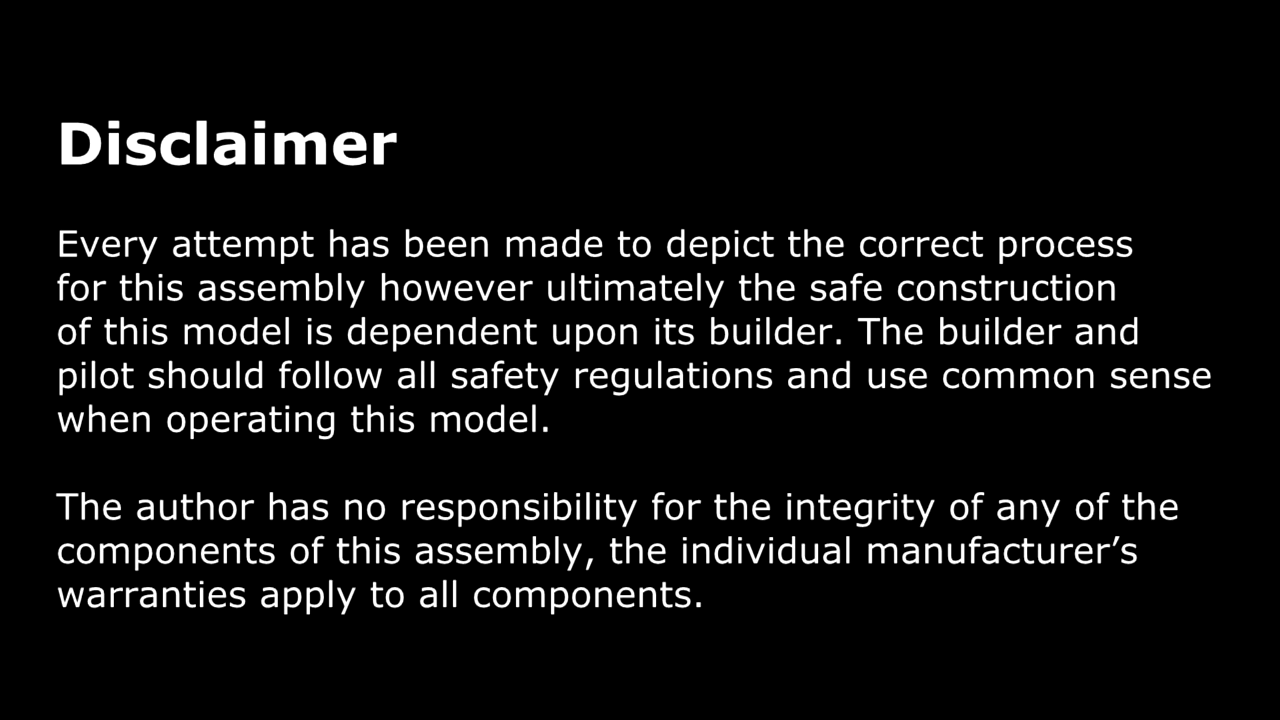 Disclaimer
Every attempt has been made to depict the correct process
for this assembly however ultimately the safe construction
of this model is dependent upon its builder. The builder and
pilot should follow all safety regulations and use common sense
when operating this model.
The author has no responsibility for the integrity of any of the
components of this assembly, the individual manufacturer’s
warranties apply to all components.